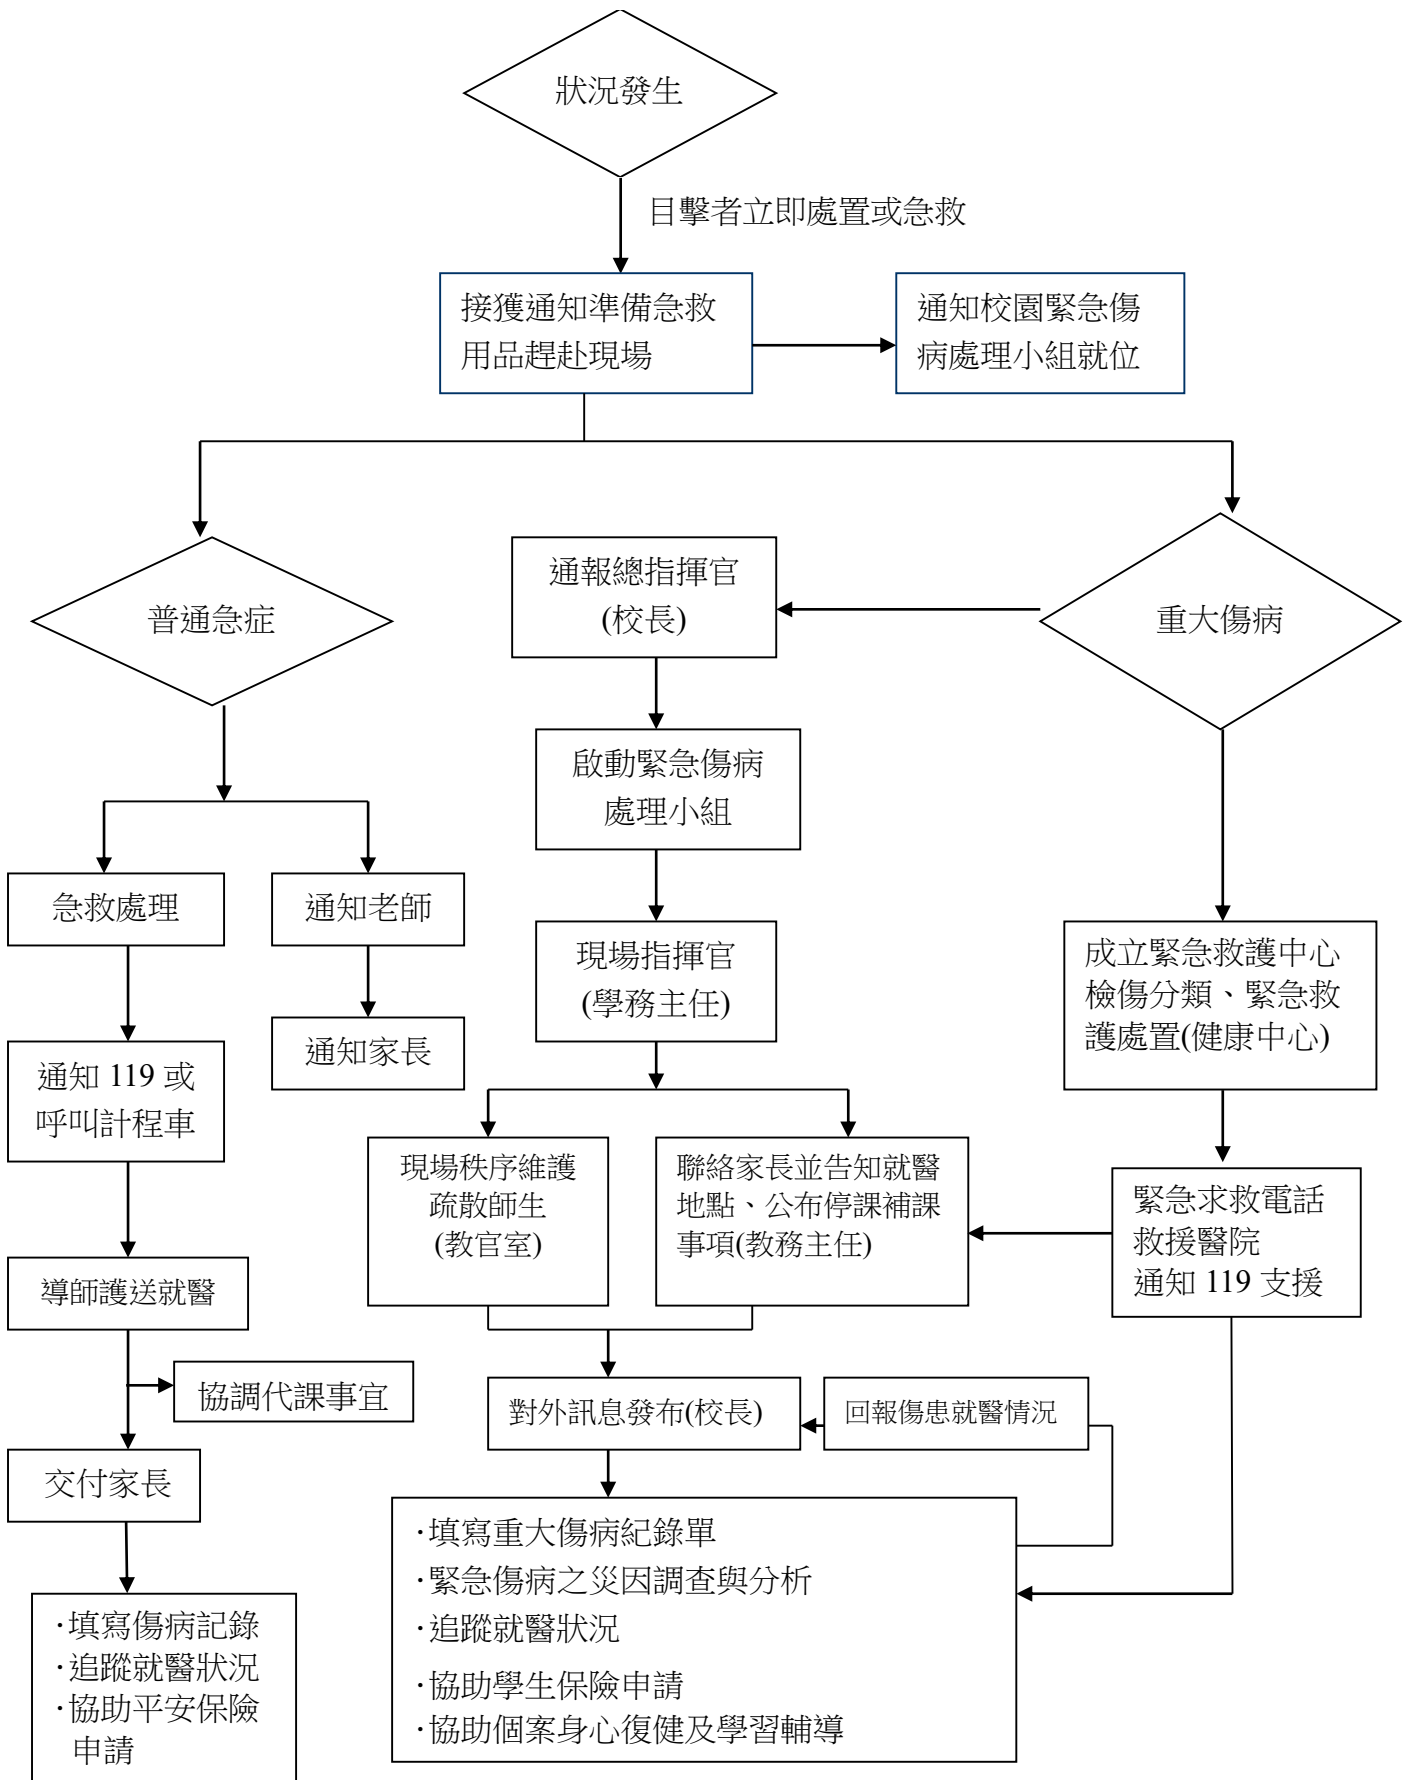 狀況發生
目擊者立即處置或急救
接獲通知準備急救
用品趕赴現場
通知校園緊急傷
病處理小組就位
普通急症
通報總指揮官
(校長)
重大傷病
啟動緊急傷病
處理小組
急救處理
通知老師
現場指揮官
(學務主任)
成立緊急救護中心
檢傷分類、緊急救
護處置(健康中心)
通知 119 或
呼叫計程車
通知家長
現場秩序維護
疏散師生
(教官室)
聯絡家長並告知就醫
地點、公布停課補課
事項(教務主任)
緊急求救電話
救援醫院
通知 119 支援
導師護送就醫
協調代課事宜
對外訊息發布(校長)
回報傷患就醫情況
交付家長
·填寫重大傷病紀錄單
·緊急傷病之災因調查與分析
·追蹤就醫狀況
·協助學生保險申請
·協助個案身心復健及學習輔導
·填寫傷病記錄
·追蹤就醫狀況
·協助平安保險
申請